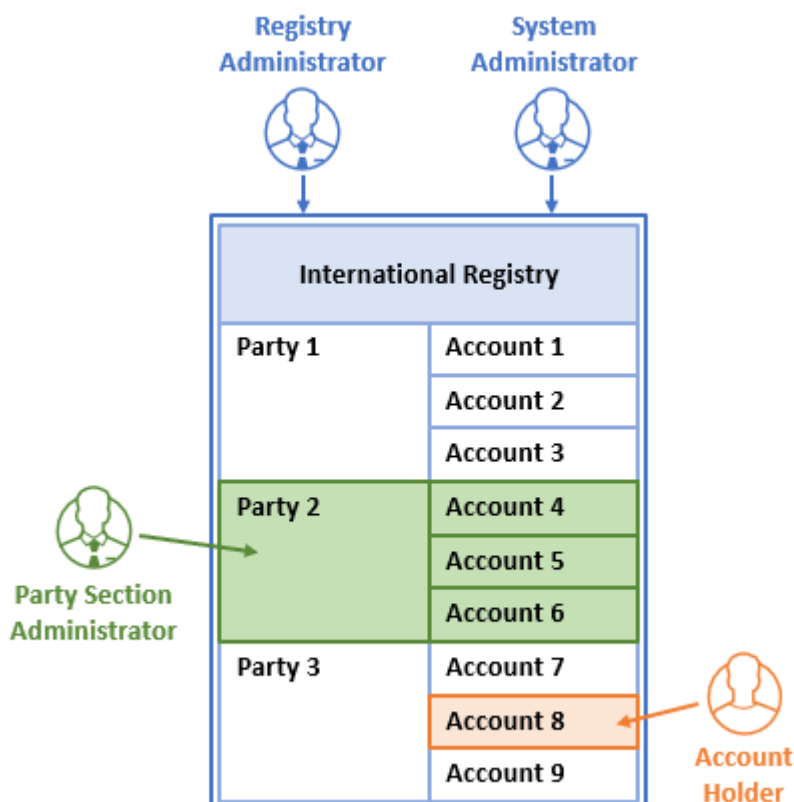 Registry
Administrator
System
Administrator
International Registry
Party 1
Account 1
Account 2
Account 3
Party 2
Account 4
Account 5
Account 6
Party Section
Administrator
Party 3
Account 7
Account 8
Account 9
Account
Holder